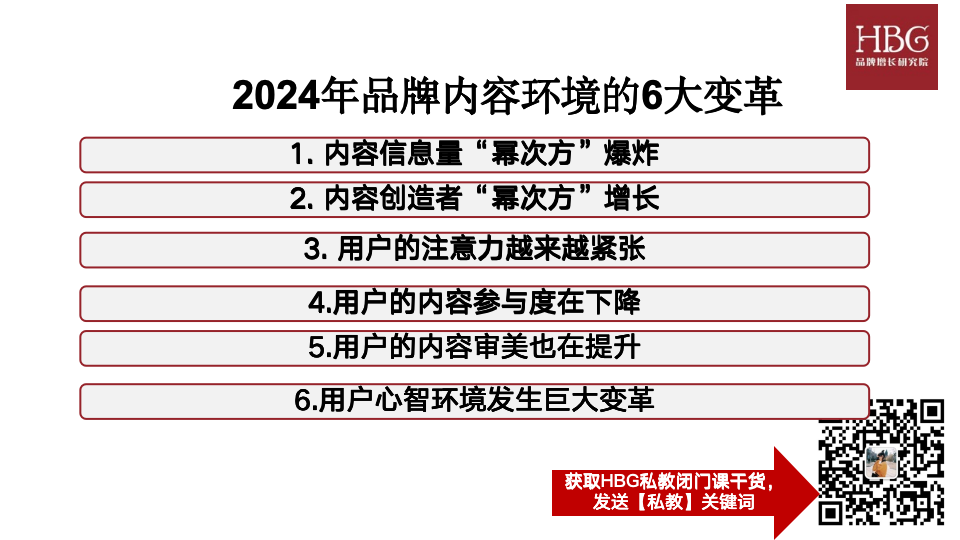 HBG
品牌增长研究院
2024年品牌内容环境的6大变革
1. 内容信息量“幂次方”爆炸
2. 内容创造者“幂次方”增长
3. 用户的注意力越来越紧张
4.用户的内容参与度在下降
5.用户的内容审美也在提升
6.用户心智环境发生巨大变革
获取HBG私教闭门课干货，
发送【私教】关键词